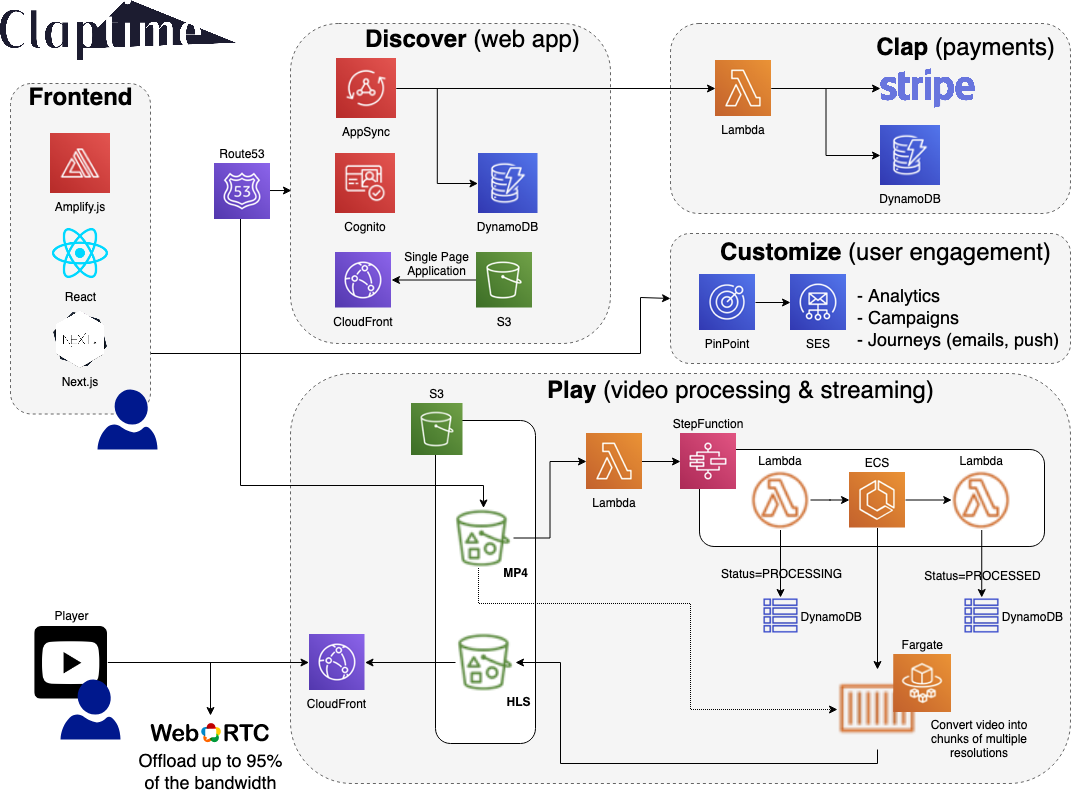 Claptime
Frontend
Amplify.js
React
NEXT
Next.js
Route53
53
Discover (web app)
AppSync
Cognito
DynamoDB
Single Page
Application
CloudFront
S3
Clap (payments)
Lambda
stripe
DynamoDB
Customize (user engagement)
PinPoint
SES
- Analytics
- Campaigns
- Journeys (emails, push)
Play (video processing & streaming)
S3
MP4
HLS
Lambda
StepFunction
Lambda
ECS
Lambda
Status=PROCESSING
Status=PROCESSED
DynamoDB
DynamoDB
Fargate
Convert video into
chunks of multiple
resolutions
Player
CloudFront
WebRTC
Offload up to 95%
of the bandwidth